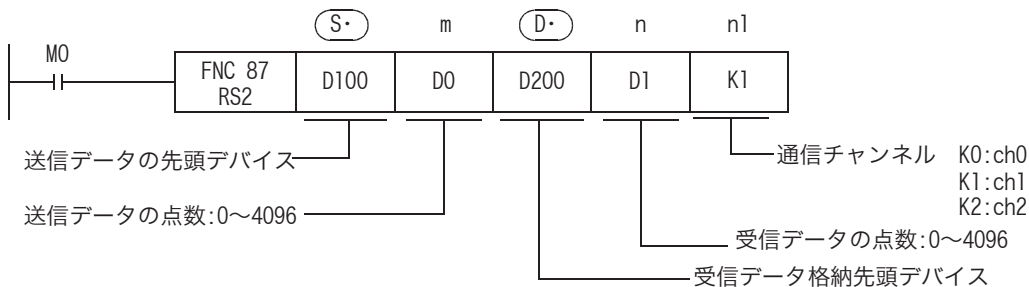 S・ m D・ n n1
M0
FNC 87
RS2
D100 D0 D200 D1 K1
送信データの先頭デバイス
通信チャンネル K0:ch0
K1:ch1
K2:ch2
送信データの点数:0～4096
受信データの点数:0～4096
受信データ格納先頭デバイス